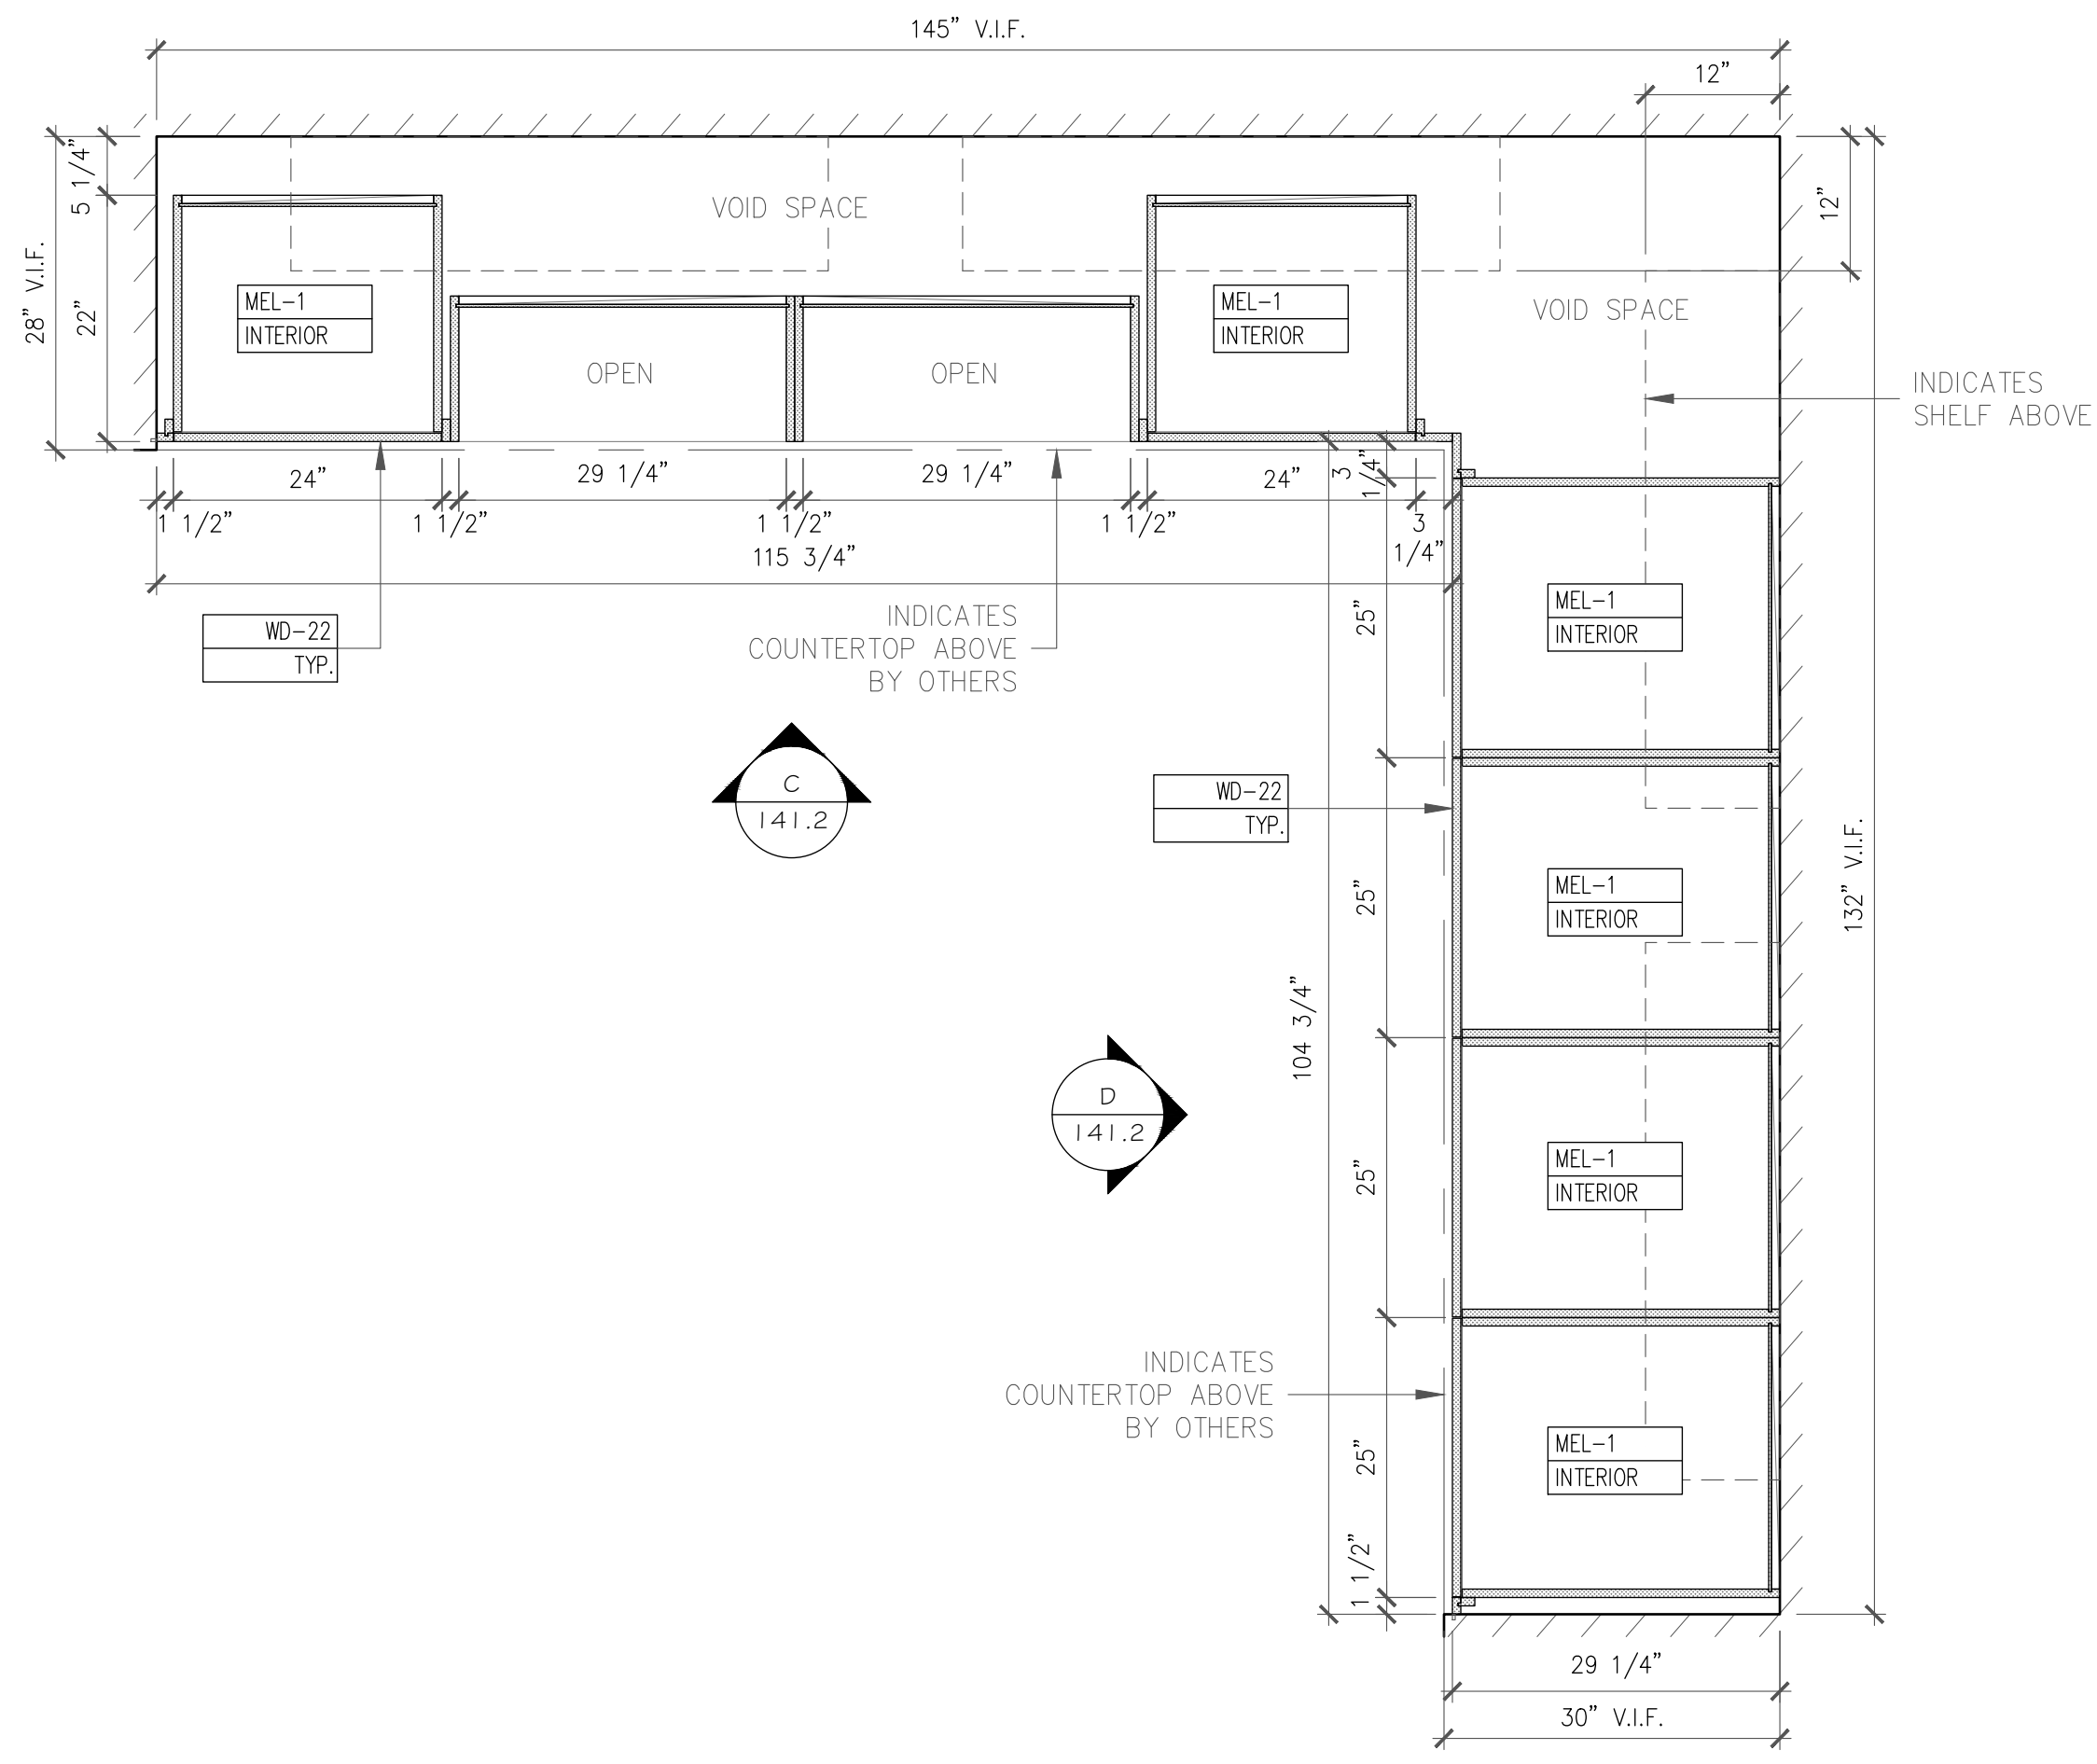 145” V.I.F.
12”
5 1/4”
28” V.I.F.
22”
VOID SPACE
12”
MEL-1
INTERIOR
MEL-1
INTERIOR
VOID SPACE
OPEN
OPEN
INDICATES
SHELF ABOVE
24”
29 1/4”
29 1/4”
24”
3
1/4”
1 1/2”
1 1/2”
1 1/2”
1 1/2”
3
1/4”
115 3/4”
WD-22
TYP.
INDICATES
COUNTERTOP ABOVE
BY OTHERS
25”
MEL-1
INTERIOR
C
141.2
WD-22
TYP.
25”
MEL-1
INTERIOR
132” V.I.F.
104 3/4”
D
141.2
25”
MEL-1
INTERIOR
INDICATES
COUNTERTOP ABOVE
BY OTHERS
25”
MEL-1
INTERIOR
1 1/2”
29 1/4”
30” V.I.F.